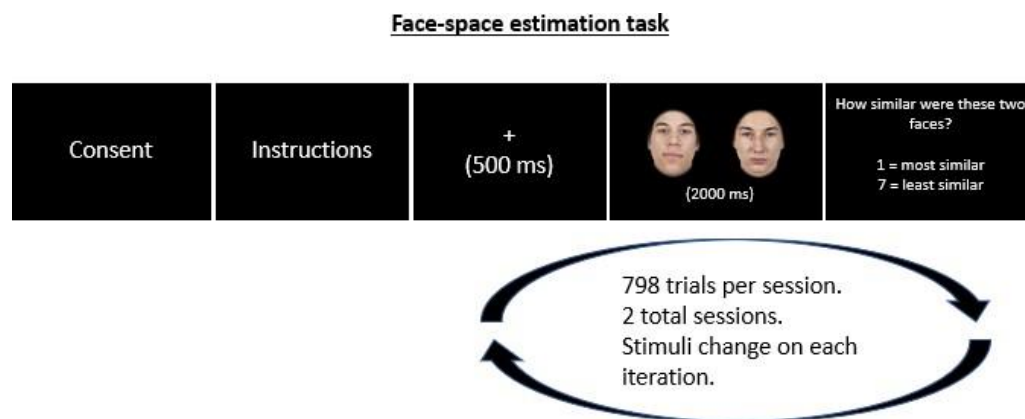 Face-space estimation task
Consent
Instructions
+
(500 ms)
(2000 ms)
How similar were these two
faces?
1 = most similar
7 = least similar
798 trials per session.
2 total sessions.
Stimuli change on each
iteration.